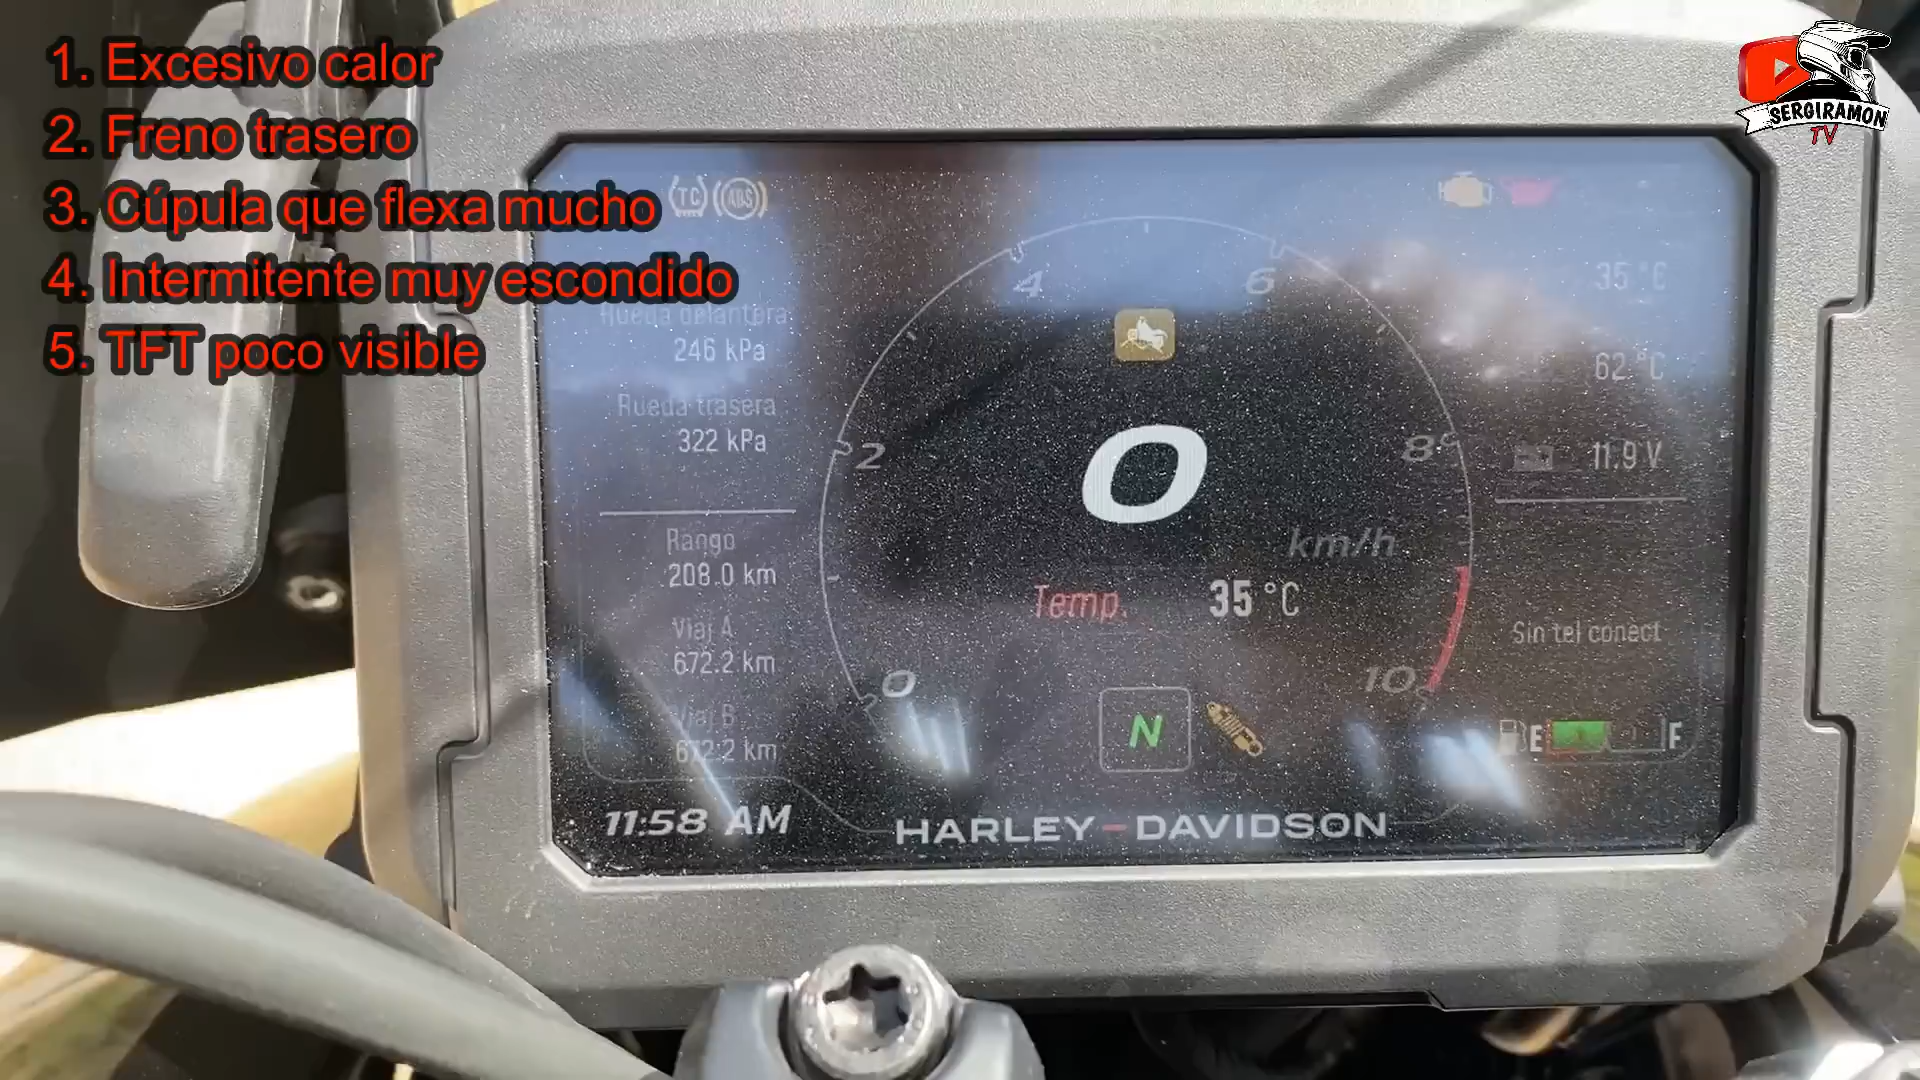 1. Excesivo calor
2. Freno trasero
3. Cúpula que flexa mucho
4. Intermitente muy escondido
5. TFT poco visible
SERGIRAMON
TV
TC
ABS
Rueda delantera
246 kPa
Rueda trasera
322 kPa
Rango
208.0 km
Viaj A
672.2 km
Viaj B
672.2 km
11:58 AM
0
2
4
6
8
10
0
km/h
Temp. 35 °C
N
HARLEY-DAVIDSON
35 °C
62 °C
11.9 V
Sin tel conect
E F